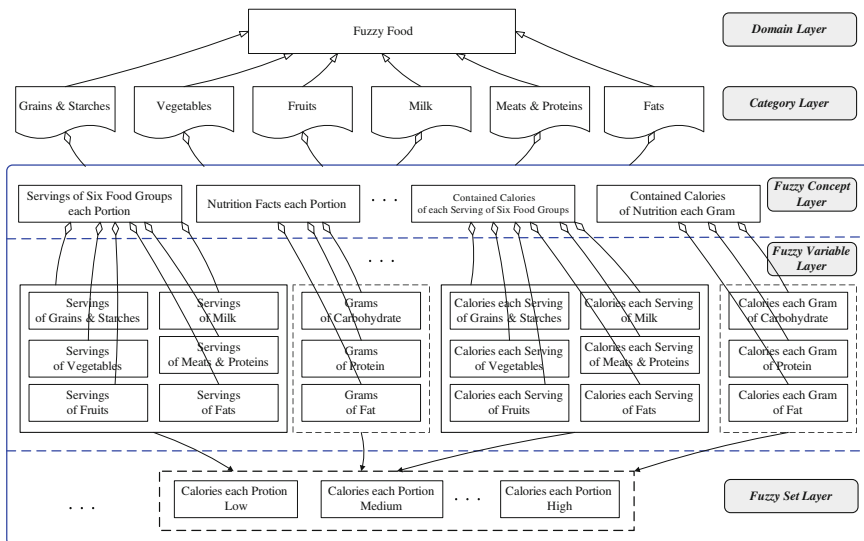 Fuzzy Food
Domain Layer
Grains & Starches
Vegetables
Fruits
Milk
Meats & Proteins
Fats
Category Layer
Servings of Six Food Groups
each Portion
Nutrition Facts each Portion
. . .
Contained Calories
of each Serving of Six Food Groups
Contained Calories
of Nutrition each Gram
Fuzzy Concept
Layer
. . .
Fuzzy Variable
Layer
Servings
of Grains & Starches
Servings
of Milk
Grams
of Carbohydrate
Calories each Serving
of Grains & Starches
Calories each Serving
of Milk
Calories each Gram
of Carbohydrate
Servings
of Vegetables
Servings
of Meats & Proteins
Grams
of Protein
Calories each Serving
of Vegetables
Calories each Serving
of Meats & Proteins
Calories each Gram
of Protein
Servings
of Fruits
Servings
of Fats
Grams
of Fat
Calories each Serving
of Fruits
Calories each Serving
of Fats
Calories each Gram
of Fat
. . .
Calories each Protion
Low
Calories each Portion
Medium
. . .
Calories each Portion
High
Fuzzy Set Layer